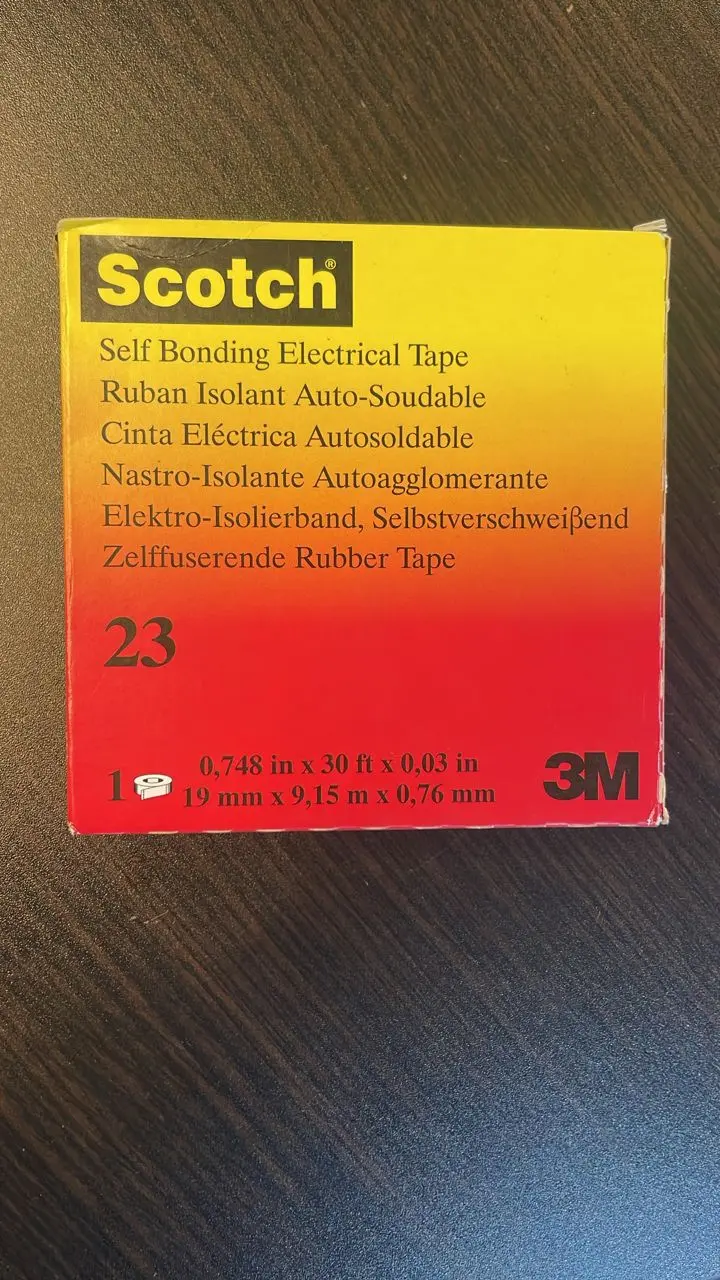 Scotch®
Self Bonding Electrical Tape
Ruban Isolant Auto-Soudable
Cinta Eléctrica Autosoldable
Nastro-Isolante Autoagglomerante
Elektro-Isolierband, Selbstverschweißend
Zelffuserende Rubber Tape
23
1
0,748 in x 30 ft x 0,03 in
19 mm x 9,15 m x 0,76 mm
3M